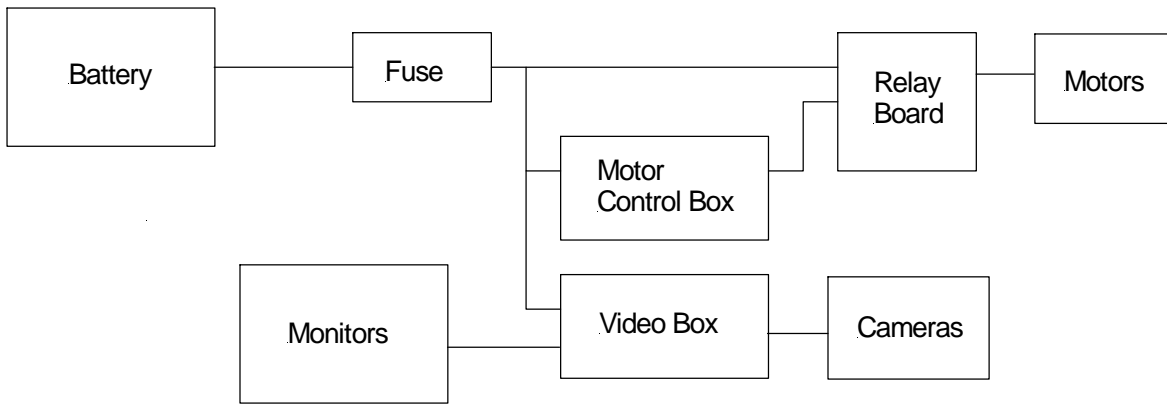 Battery
Fuse
Relay
Board
Motors
Motor
Control Box
Monitors
Video Box
Cameras